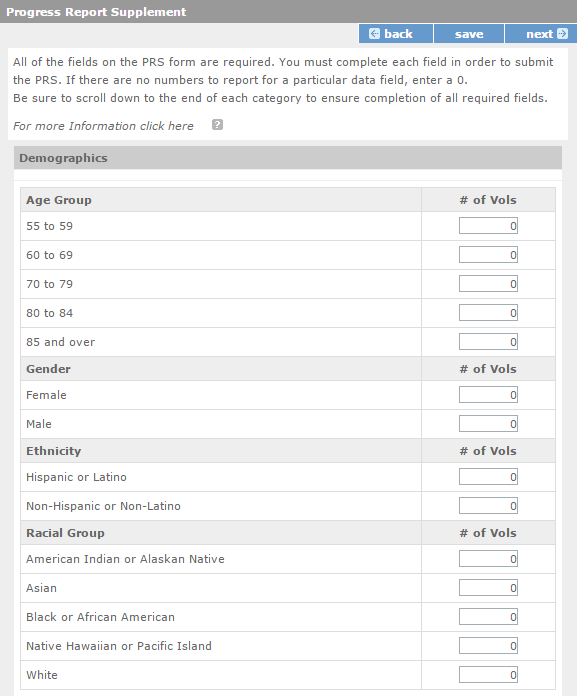 Progress Report Supplement
back save next
All of the fields on the PRS form are required. You must complete each field in order to submit
the PRS. If there are no numbers to report for a particular data field, enter a 0.
Be sure to scroll down to the end of each category to ensure completion of all required fields.
For more Information click here ?
Demographics
Age Group # of Vols
55 to 59 0
60 to 69 0
70 to 79 0
80 to 84 0
85 and over 0
Gender # of Vols
Female 0
Male 0
Ethnicity # of Vols
Hispanic or Latino 0
Non-Hispanic or Non-Latino 0
Racial Group # of Vols
American Indian or Alaskan Native 0
Asian 0
Black or African American 0
Native Hawaiian or Pacific Island 0
White 0